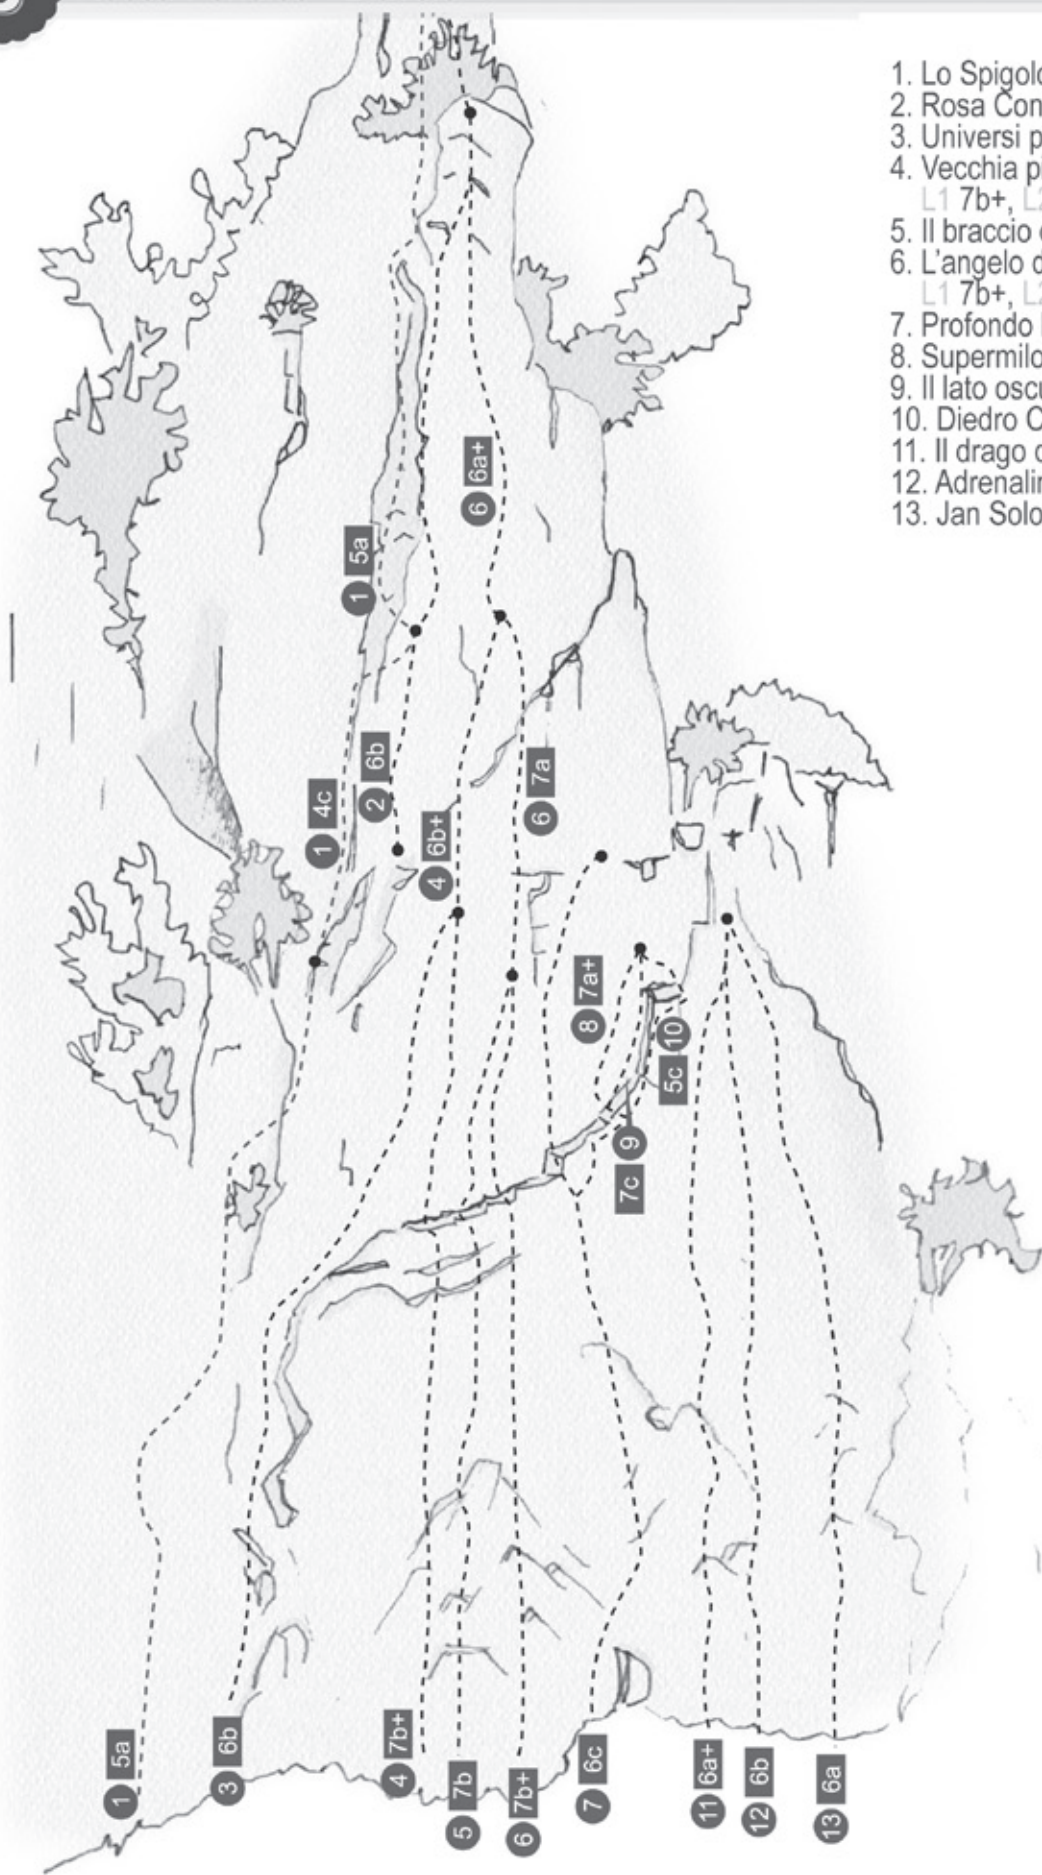 1. Lo Spigolo
2. Rosa Con
3. Universi p
4. Vecchia pi
L1 7b+, L2
5. Il braccio
6. L'angelo d
L1 7b+, L2
7. Profondo
8. Supermilo
9. Il lato oscu
10. Diedro C
11. Il drago
12. Adrenalin
13. Jan Solo
1 5a
3 6b
4 7b+
5 7b
6 7b+
7 6c
11 6a+
12 6b
13 6a
1 4c
2 6b
4 6b+
6 7a
8 7a+
9 7c
10 5c
1 5a
6 6a+